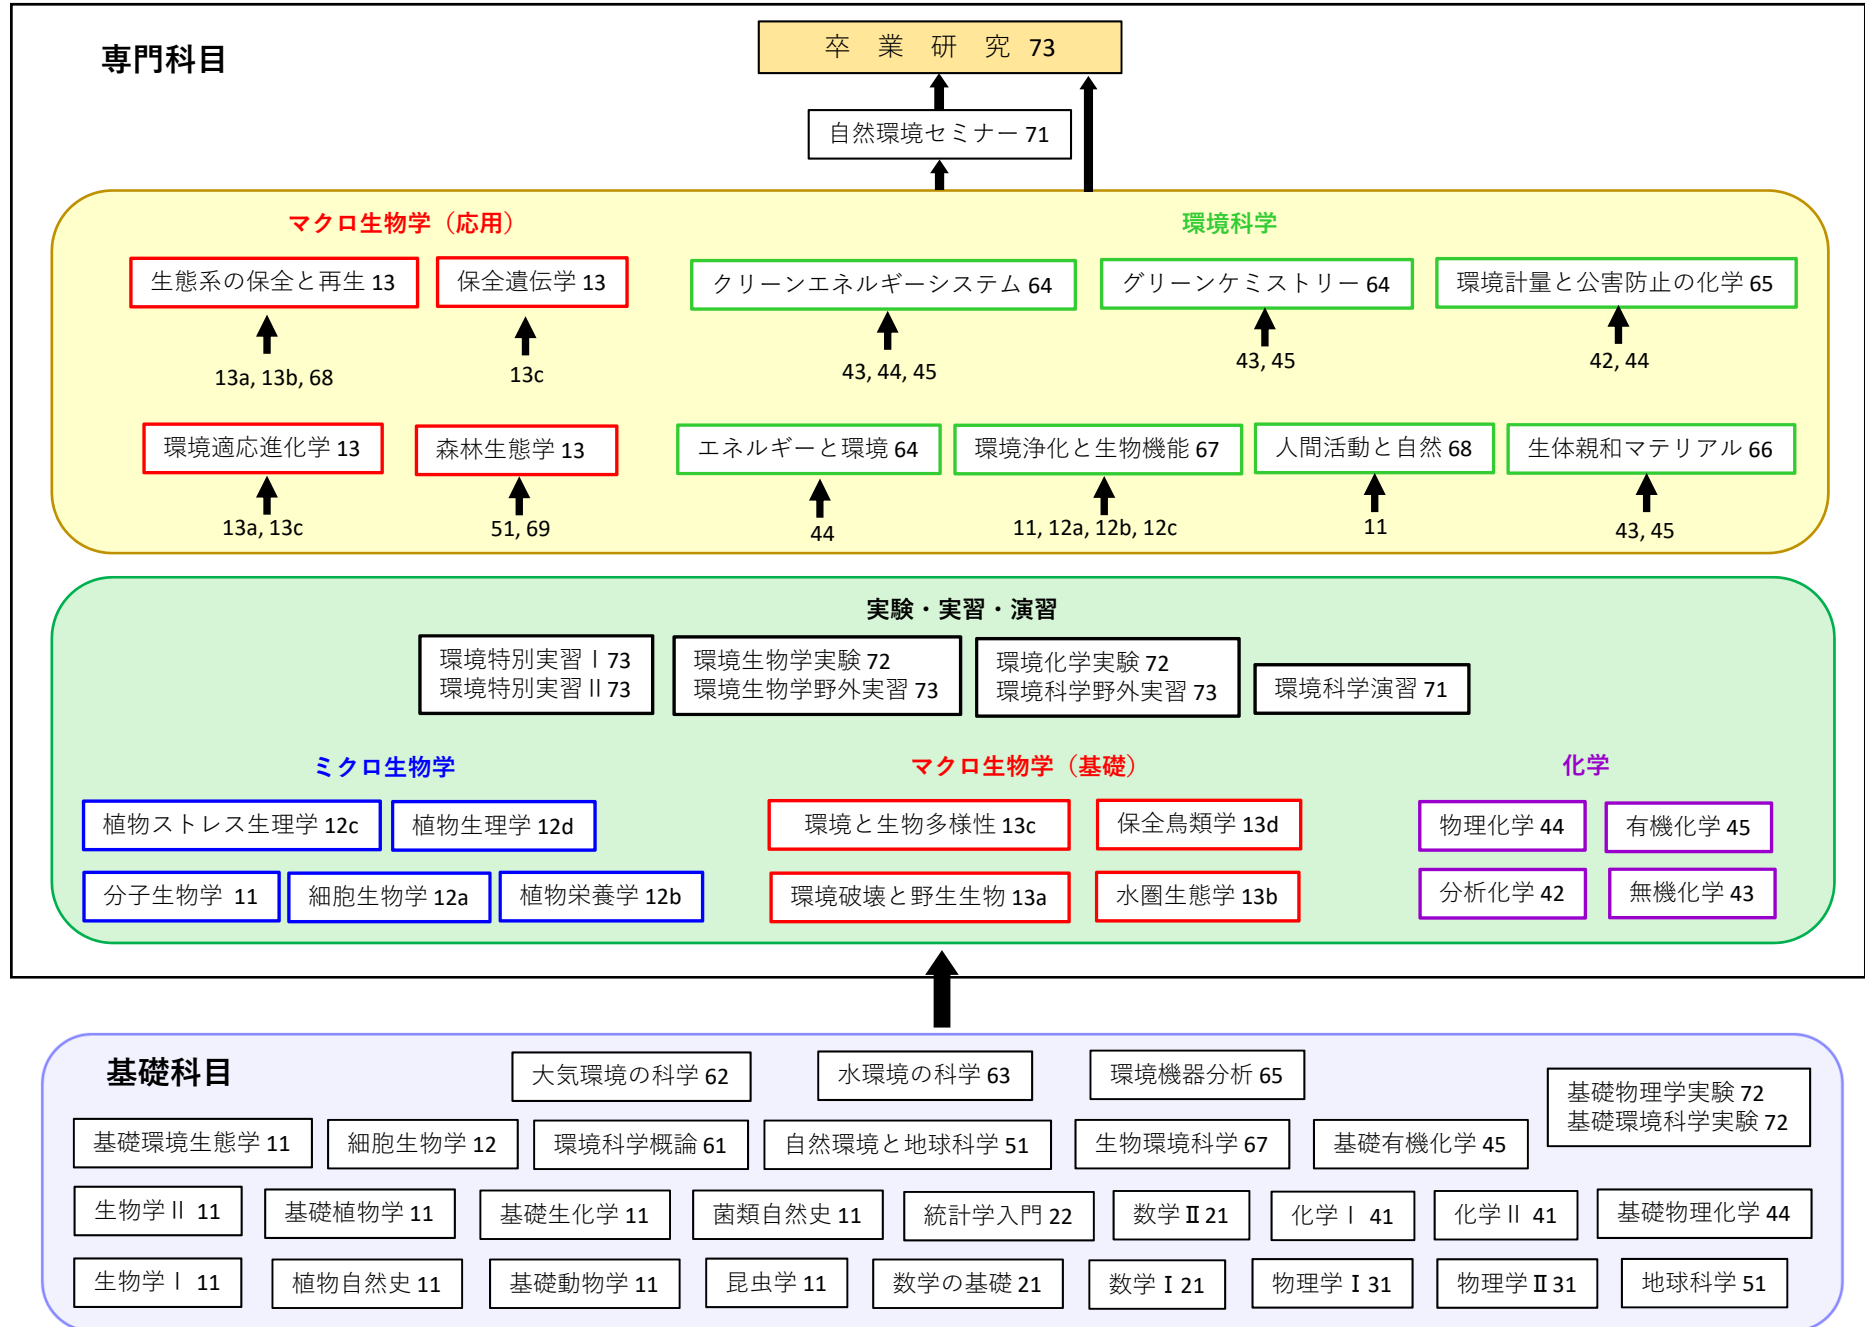 専門科目
卒 業 研 究 73
自然環境セミナー 71
マクロ生物学（応用）
環境科学
生態系の保全と再生 13
保全遺伝学 13
クリーンエネルギーシステム 64
グリーンケミストリー 64
環境計量と公害防止の化学 65
13a, 13b, 68
13c
43, 44, 45
43, 45
42, 44
環境適応進化学 13
森林生態学 13
エネルギーと環境 64
環境浄化と生物機能 67
人間活動と自然 68
生体親和マテリアル 66
13a, 13c
51, 69
44
11, 12a, 12b, 12c
11
43, 45
実験・実習・演習
環境特別実習Ⅰ 73
環境特別実習Ⅱ 73
環境生物学実験 72
環境生物学野外実習 73
環境化学実験 72
環境科学野外実習 73
環境科学演習 71
ミクロ生物学
マクロ生物学（基礎）
化学
植物ストレス生理学 12c
植物生理学 12d
環境と生物多様性 13c
保全鳥類学 13d
物理化学 44
有機化学 45
分子生物学 11
細胞生物学 12a
植物栄養学 12b
環境破壊と野生生物 13a
水圏生態学 13b
分析化学 42
無機化学 43
基礎科目
大気環境の科学 62
水環境の科学 63
環境機器分析 65
基礎物理学実験 72
基礎環境科学実験 72
基礎環境生態学 11
細胞生物学 12
環境科学概論 61
自然環境と地球科学 51
生物環境科学 67
基礎有機化学 45
生物学Ⅱ 11
基礎植物学 11
基礎生化学 11
菌類自然史 11
統計学入門 22
数学Ⅱ 21
化学Ⅰ 41
化学Ⅱ 41
基礎物理化学 44
生物学Ⅰ 11
植物自然史 11
基礎動物学 11
昆虫学 11
数学の基礎 21
数学Ⅰ 21
物理学Ⅰ 31
物理学Ⅱ 31
地球科学 51